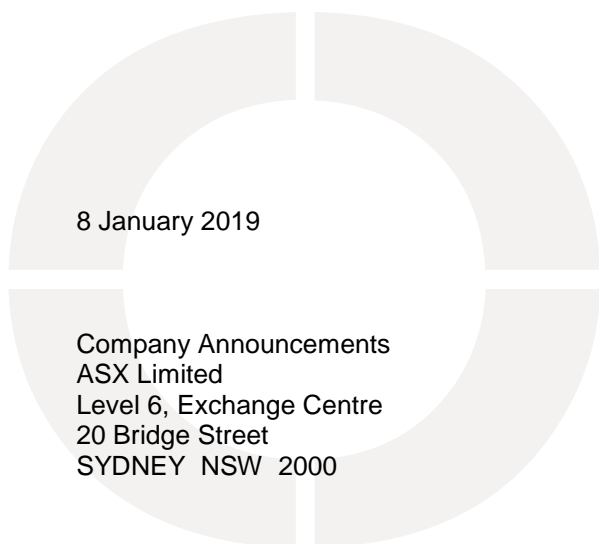 8 January 2019
Company Announcements
ASX Limited
Level 6, Exchange Centre
20 Bridge Street
SYDNEY  NSW  2000